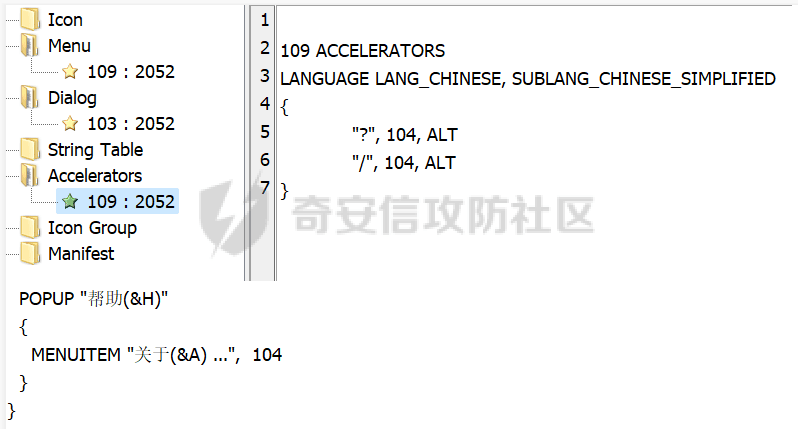 Icon
Menu
109 : 2052
Dialog
103 : 2052
String Table
Accelerators
109 : 2052
Icon Group
Manifest
1
2 109 ACCELERATORS
3 LANGUAGE LANG_CHINESE, SUBLANG_CHINESE_SIMPLIFIED
4 {
5 "?", 104, ALT
6 "/", 104, ALT
7 }
奇安信攻防社区
POPUP "帮助(&H)"
{
MENUITEM "关于(&A) ...", 104
}
}